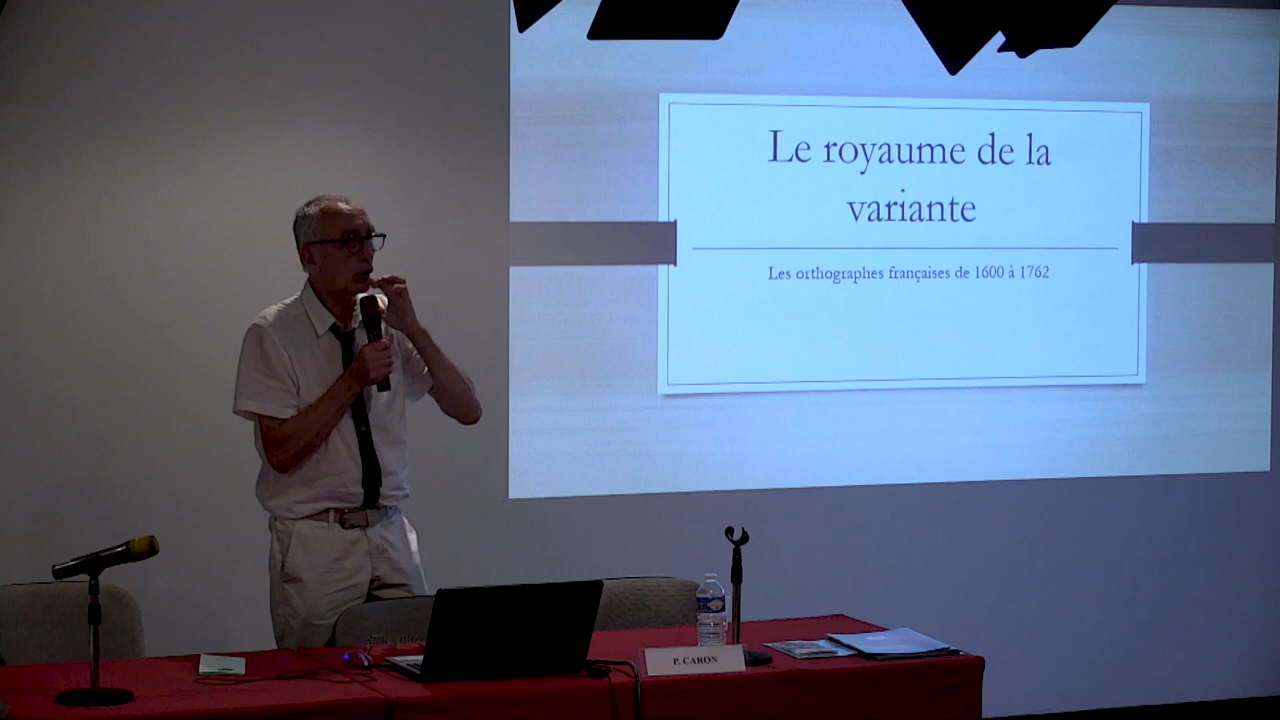 Le royaume de la
variante
Les orthographes françaises de 1600 à 1762
P. CARON